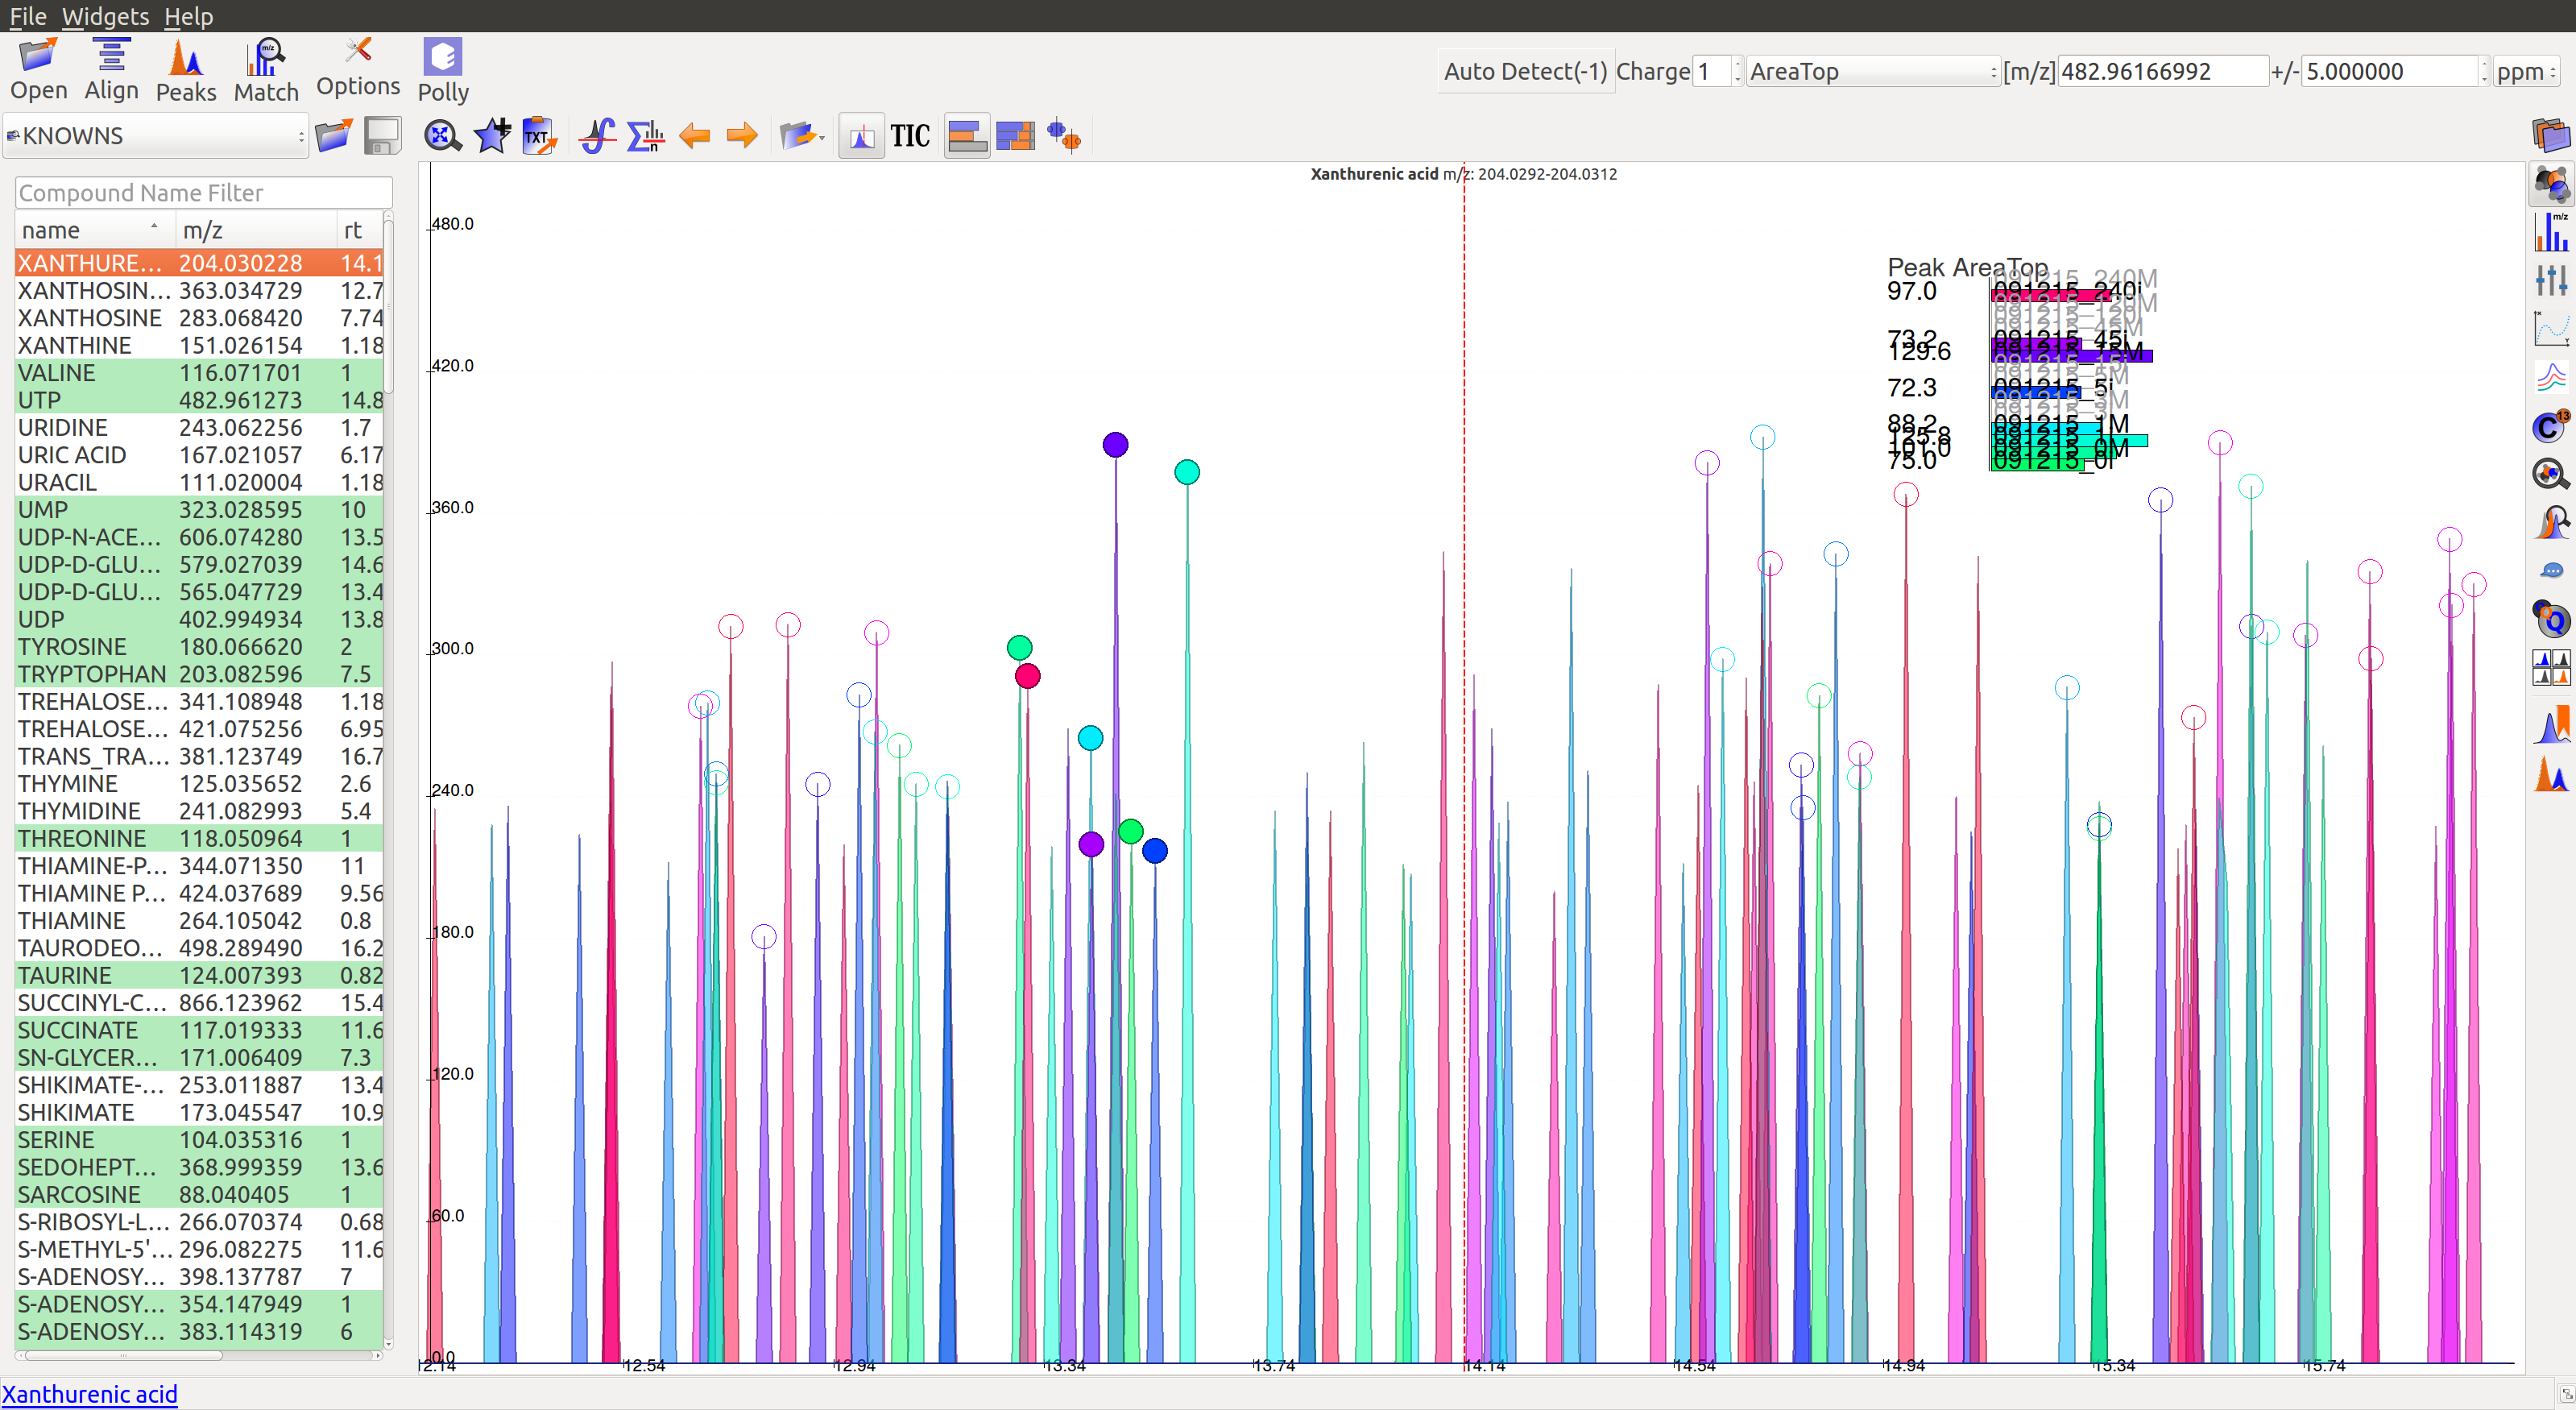 File Widgets Help
Open Align Peaks Match Options Polly
Auto Detect(-1) Charge 1 AreaTop [m/z] 482.96166992 +/- 5.000000 ppm
KNOWNS
TXT n TIC
Compound Name Filter
name m/z rt
XANTHURE... 204.030228 14.1
XANTHOSIN... 363.034729 12.7
XANTHOSINE 283.068420 7.74
XANTHINE 151.026154 1.18
VALINE 116.071701 1
UTP 482.961273 14.8
URIDINE 243.062256 1.7
URIC ACID 167.021057 6.17
URACIL 111.020004 1.18
UMP 323.028595 10
UDP-N-ACE... 606.074280 13.5
UDP-D-GLU... 579.027039 14.6
UDP-D-GLU... 565.047729 13.4
UDP 402.994934 13.8
TYROSINE 180.066620 2
TRYPTOPHAN 203.082596 7.5
TREHALOSE... 341.108948 1.18
TREHALOSE... 421.075256 6.95
TRANS_TRA... 381.123749 16.7
THYMINE 125.035652 2.6
THYMIDINE 241.082993 5.4
THREONINE 118.050964 1
THIAMINE-P... 344.071350 11
THIAMINE P... 424.037689 9.56
THIAMINE 264.105042 0.8
TAURODEO... 498.289490 16.2
TAURINE 124.007393 0.82
SUCCINYL-C... 866.123962 15.4
SUCCINATE 117.019333 11.6
SN-GLYCER... 171.006409 7.3
SHIKIMATE-... 253.011887 13.4
SHIKIMATE 173.045547 10.9
SERINE 104.035316 1
SEDOHEPT... 368.999359 13.6
SARCOSINE 88.040405 1
S-RIBOSYL-L... 266.070374 0.68
S-METHYL-5'... 296.082275 11.6
S-ADENOSY... 398.137787 7
S-ADENOSY... 354.147949 1
S-ADENOSY... 383.114319 6
Xanthurenic acid m/z: 204.0292-204.0312
480.0
420.0
360.0
300.0
240.0
180.0
120.0
60.0
0.0
12.14 12.54 12.94 13.34 13.74 14.14 14.54 14.94 15.34 15.74
Peak AreaTop
091215_240M
97.0 091215_240i
091215_120M
091215_120i
091215_45M
73.2 091215_45i
129.6 091215_15M
091215_15i
091215_5M
72.3 091215_5i
091215_3M
091215_3i
88.2 091215_1M
125.8 091215_1i
101.0 091215_0M
75.0 091215_0i
m/z
C 13
Q
Xanthurenic acid